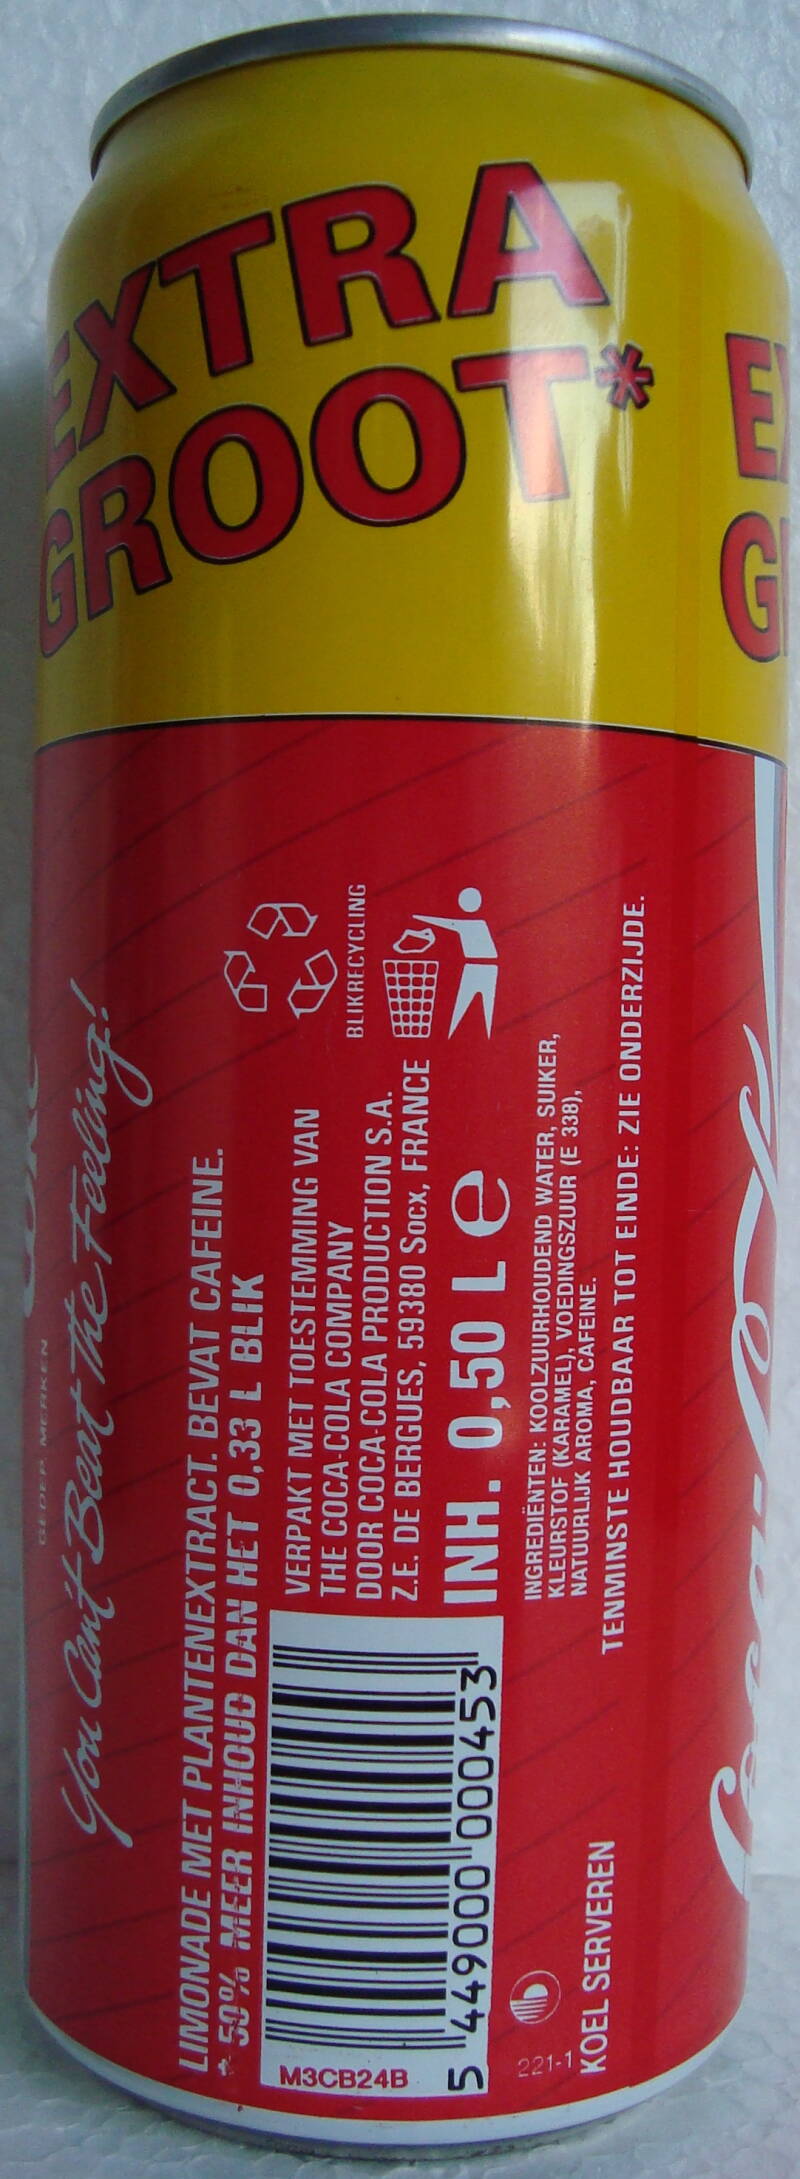 EXTRA
GROOT*
You Can't Beat the Feeling!
GEDEP. MERKEN
LIMONADE MET PLANTENEXTRACT. BEVAT CAFEINE.
* 50% MEER INHOUD DAN HET 0,33 L BLIK
VERPAKT MET TOESTEMMING VAN
THE COCA-COLA COMPANY
DOOR COCA-COLA PRODUCTION S.A.
Z.E. DE BERGUES, 59380 Socx, FRANCE
INH. 0,50 L e
BLIKRECYCLING
INGREDIËNTEN: KOOLZUURHOUDEND WATER, SUIKER,
KLEURSTOF (KARAMEL), VOEDINGSZUUR (E 338),
NATUURLIJK AROMA, CAFEINE.
TENMINSTE HOUDBAAR TOT EINDE: ZIE ONDERZIJDE.
M3CB24B
5 449000 000453
221-1
KOEL SERVEREN